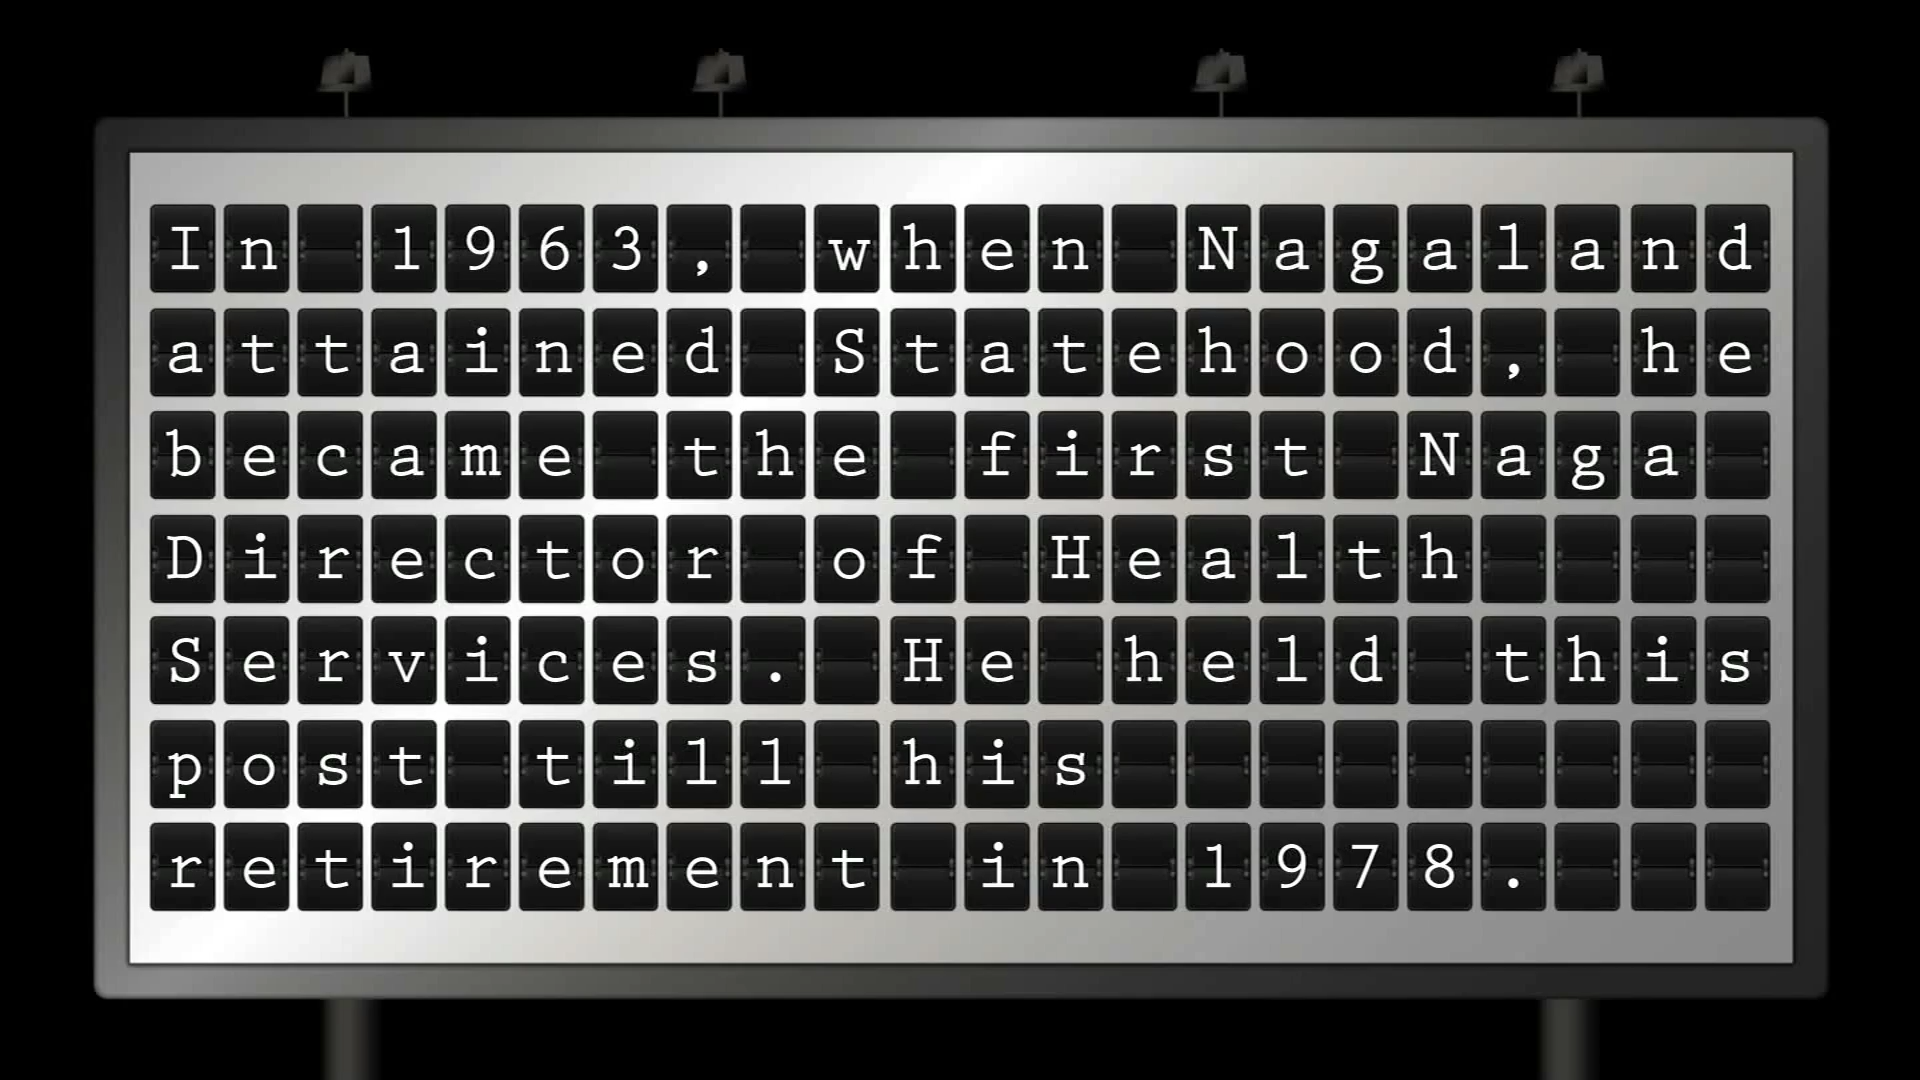 In 1963, when Nagaland
attained Statehood, he
became the first Naga
Director of Health
Services. He held this
post till his
retirement in 1978.